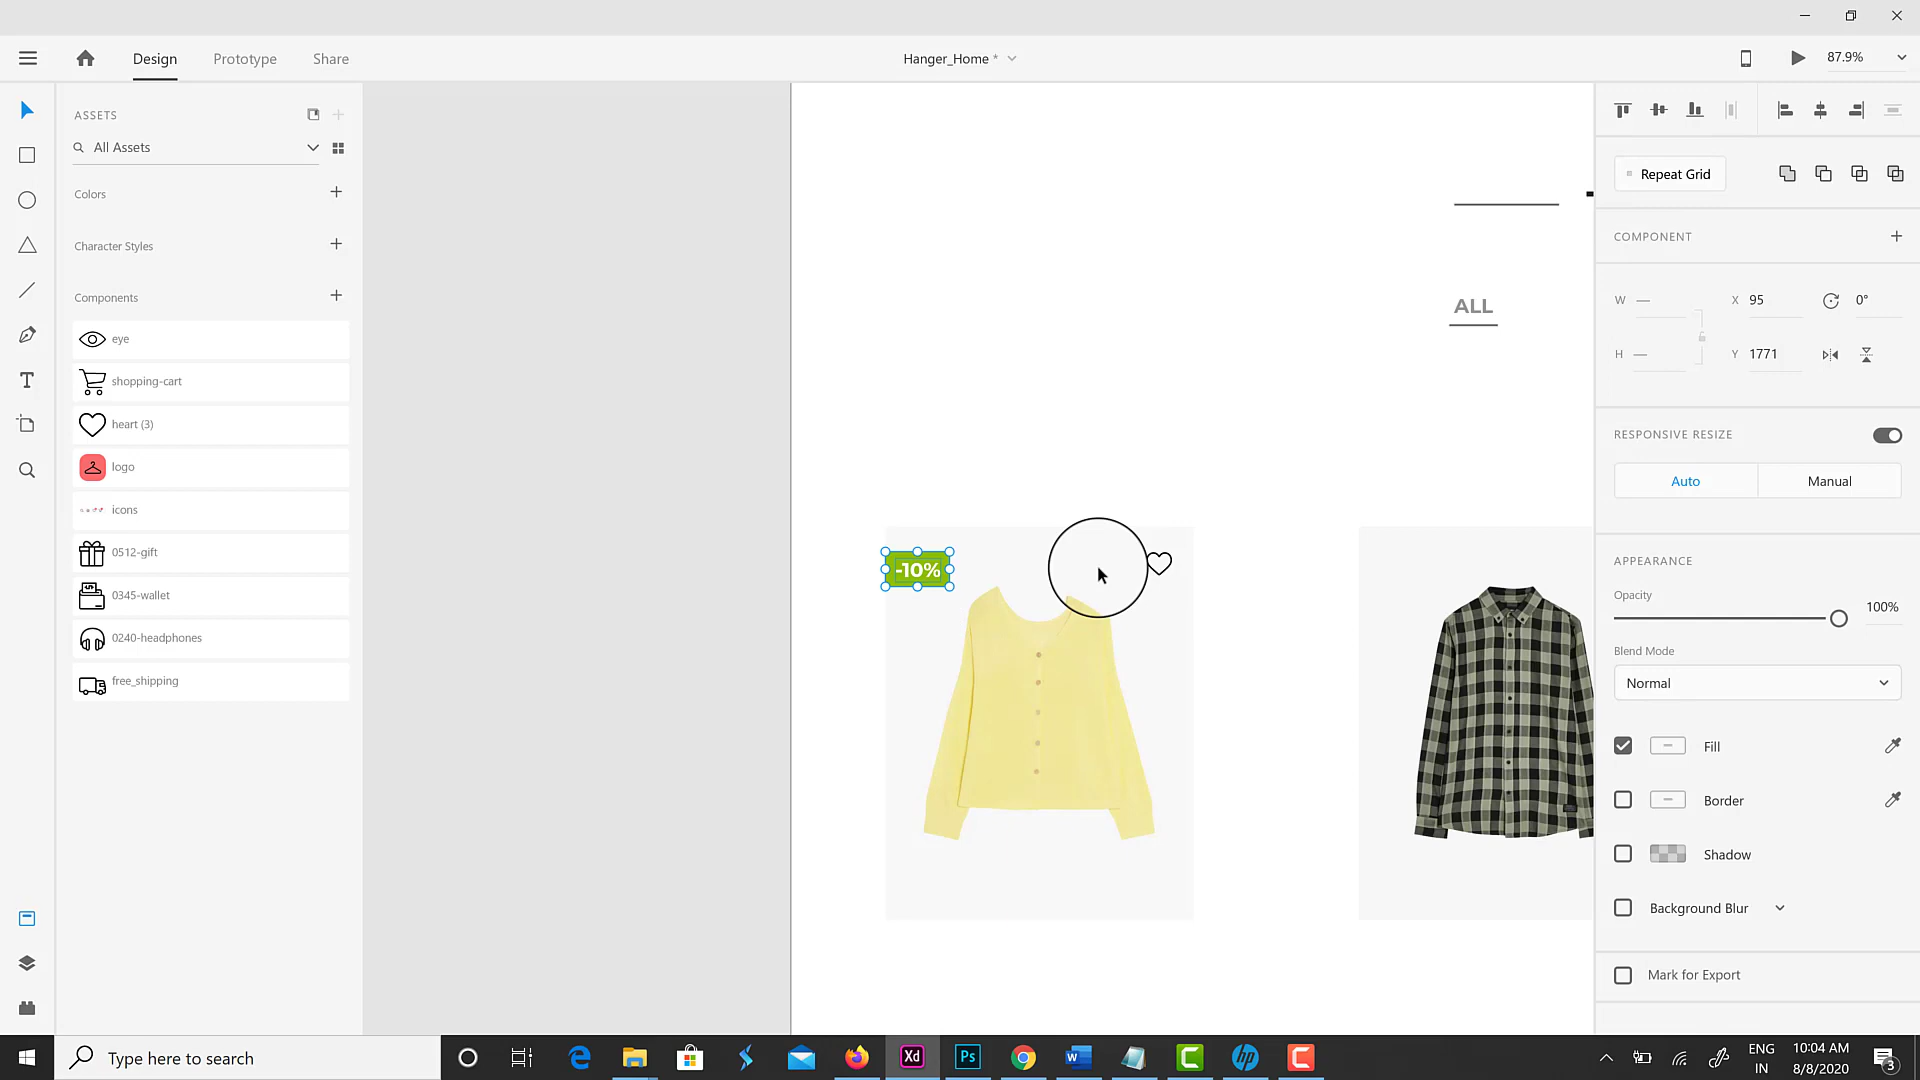 Design
Prototype
Share
Hanger_Home *
87.9%
ASSETS
All Assets
Colors
Character Styles
Components
eye
shopping-cart
heart (3)
logo
icons
0512-gift
0345-wallet
0240-headphones
free_shipping
ALL
-10%
Repeat Grid
COMPONENT
W —
X 95
0°
H —
Y 1771
RESPONSIVE RESIZE
Auto
Manual
APPEARANCE
Opacity
100%
Blend Mode
Normal
Fill
Border
Shadow
Background Blur
Mark for Export
Type here to search
Xd
Ps
ENG
IN
10:04 AM
8/8/2020
3